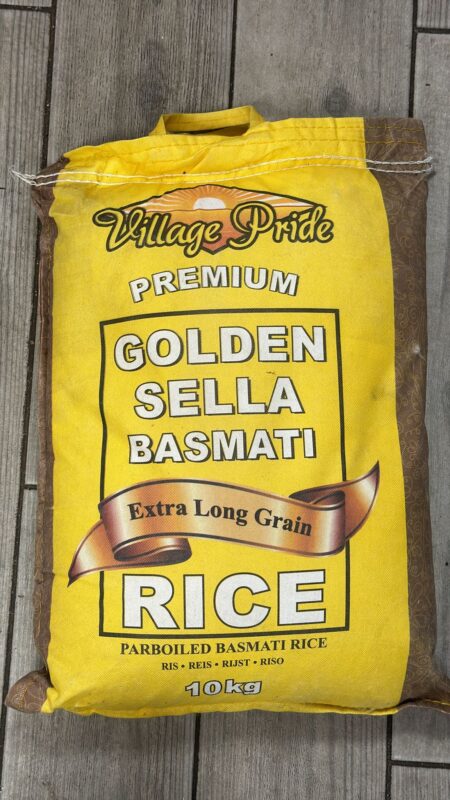 Village Pride
PREMIUM
GOLDEN
SELLA
BASMATI
Extra Long Grain
RICE
PARBOILED BASMATI RICE
RIS • REIS • RIJST • RISO
10kg